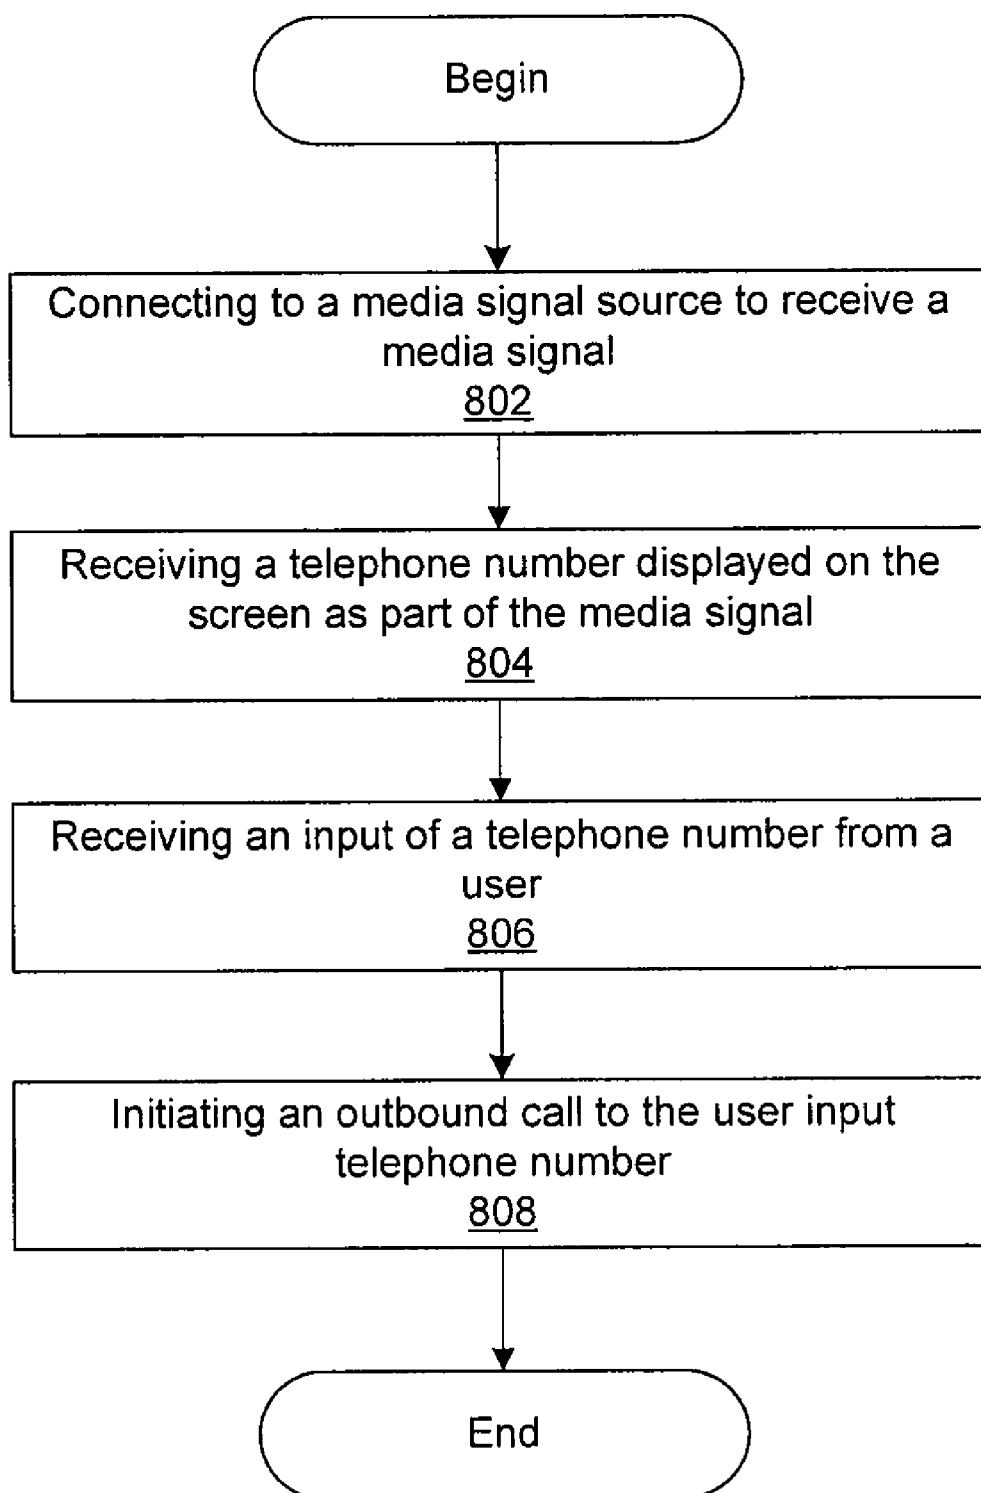 Begin
Connecting to a media signal source to receive a
media signal
802
Receiving a telephone number displayed on the
screen as part of the media signal
804
Receiving an input of a telephone number from a
user
806
Initiating an outbound call to the user input
telephone number
808
End